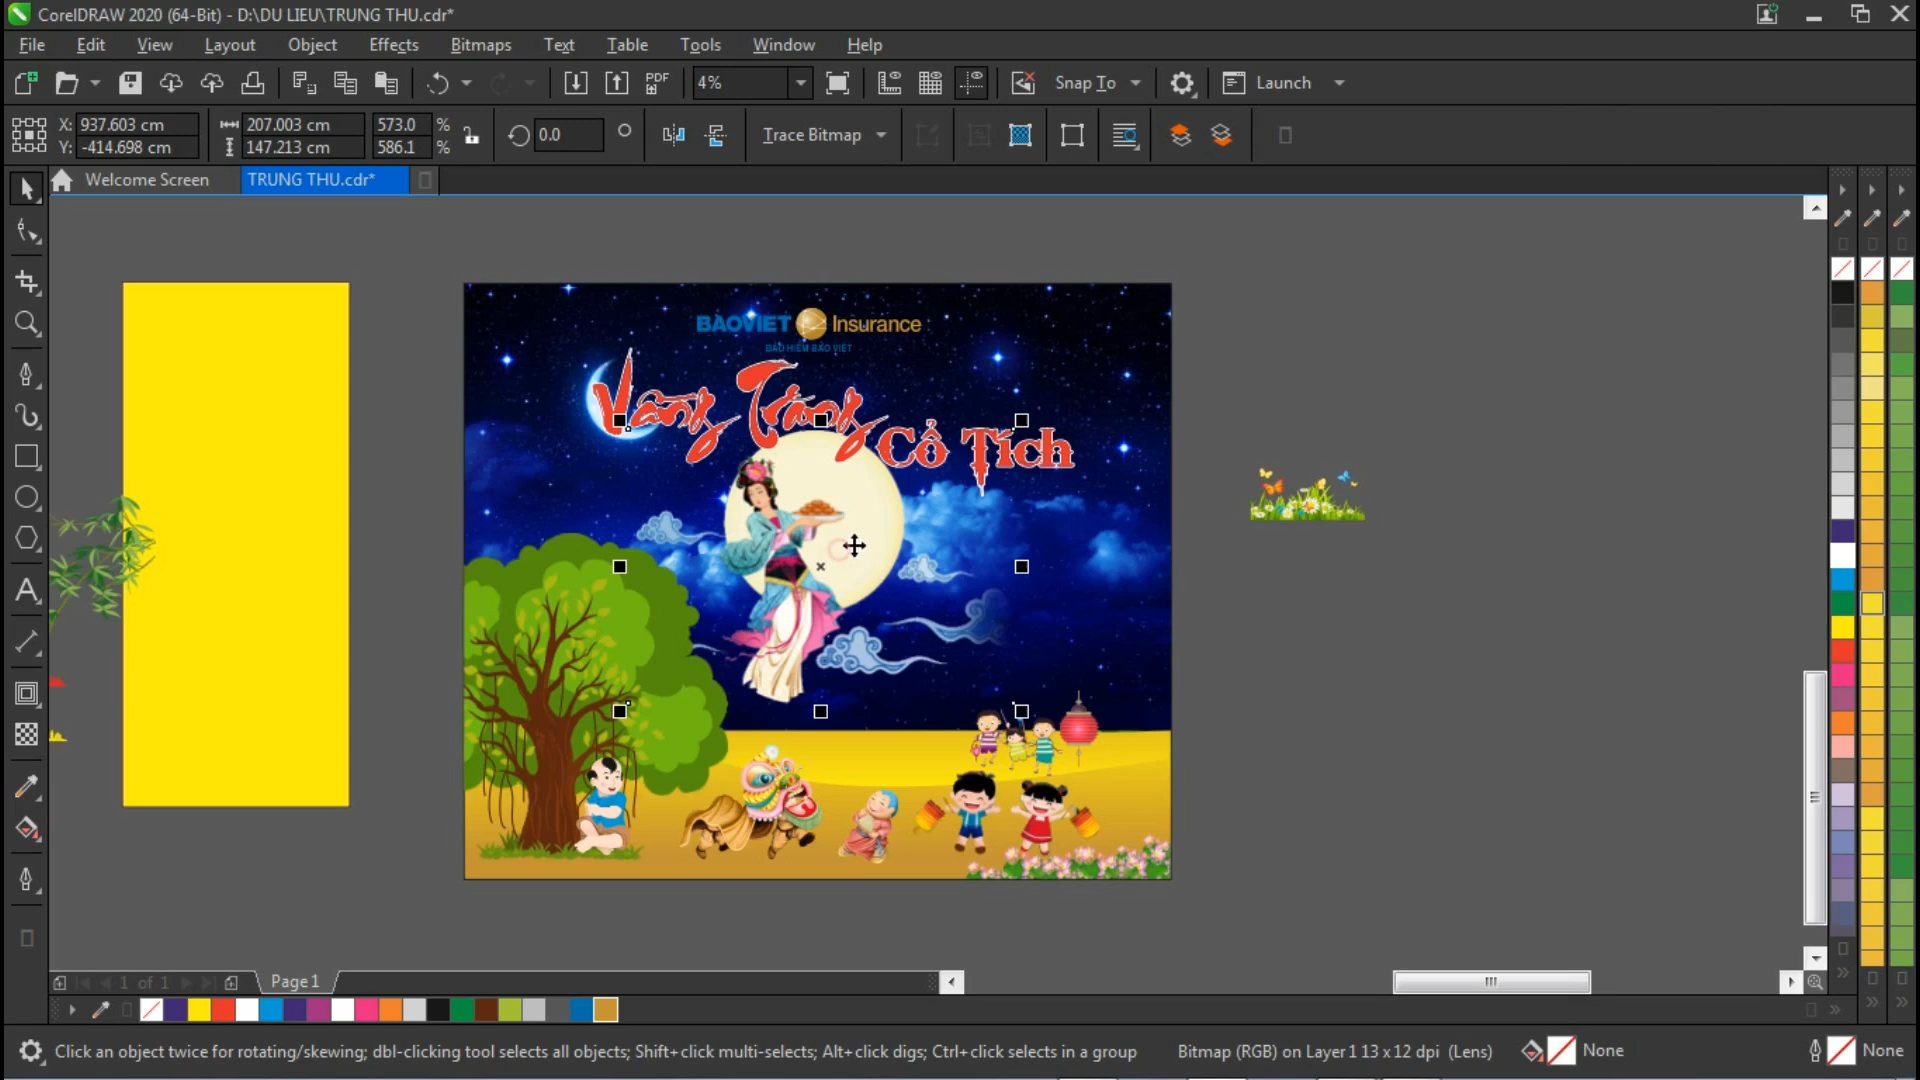 CorelDRAW 2020 (64-Bit) - D:\DU LIEU\TRUNG THU.cdr*
File Edit View Layout Object Effects Bitmaps Text Table Tools Window Help
PDF 4% Snap To Launch
X: 937.603 cm 207.003 cm 573.0 % 0.0 Trace Bitmap
Y: -414.698 cm 147.213 cm 586.1 %
Welcome Screen TRUNG THU.cdr*
BAOVIET Insurance
BẢO HIỂM BẢO VIỆT
Vầng Trăng
Cổ Tích
1 of 1 Page 1
Click an object twice for rotating/skewing; dbl-clicking tool selects all objects; Shift+click multi-selects; Alt+click digs; Ctrl+click selects in a group Bitmap (RGB) on Layer 1 13 x 12 dpi (Lens) None None